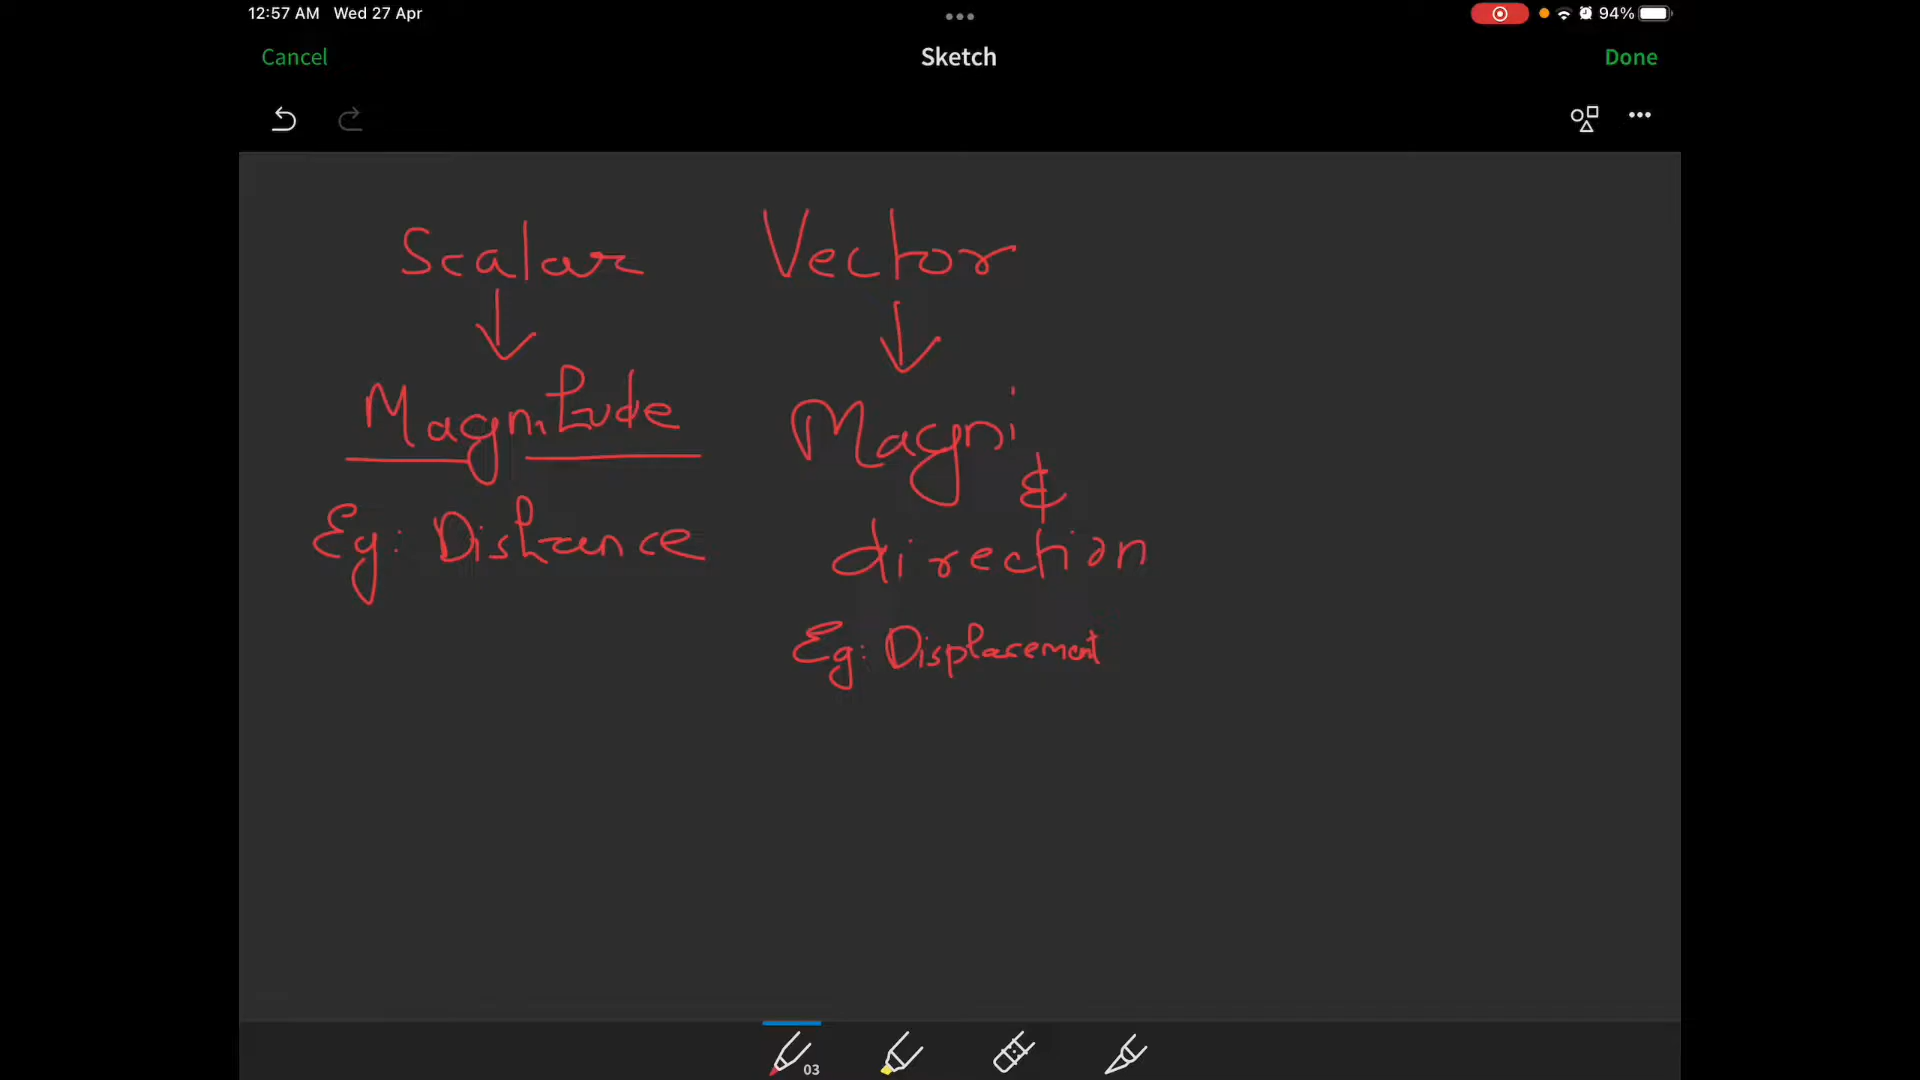 12:57 AM Wed 27 Apr
94%
Cancel Sketch Done
Scalar Vector
Magnitude Magni
&
Eg: Distance direction
Eg: Displacement
03